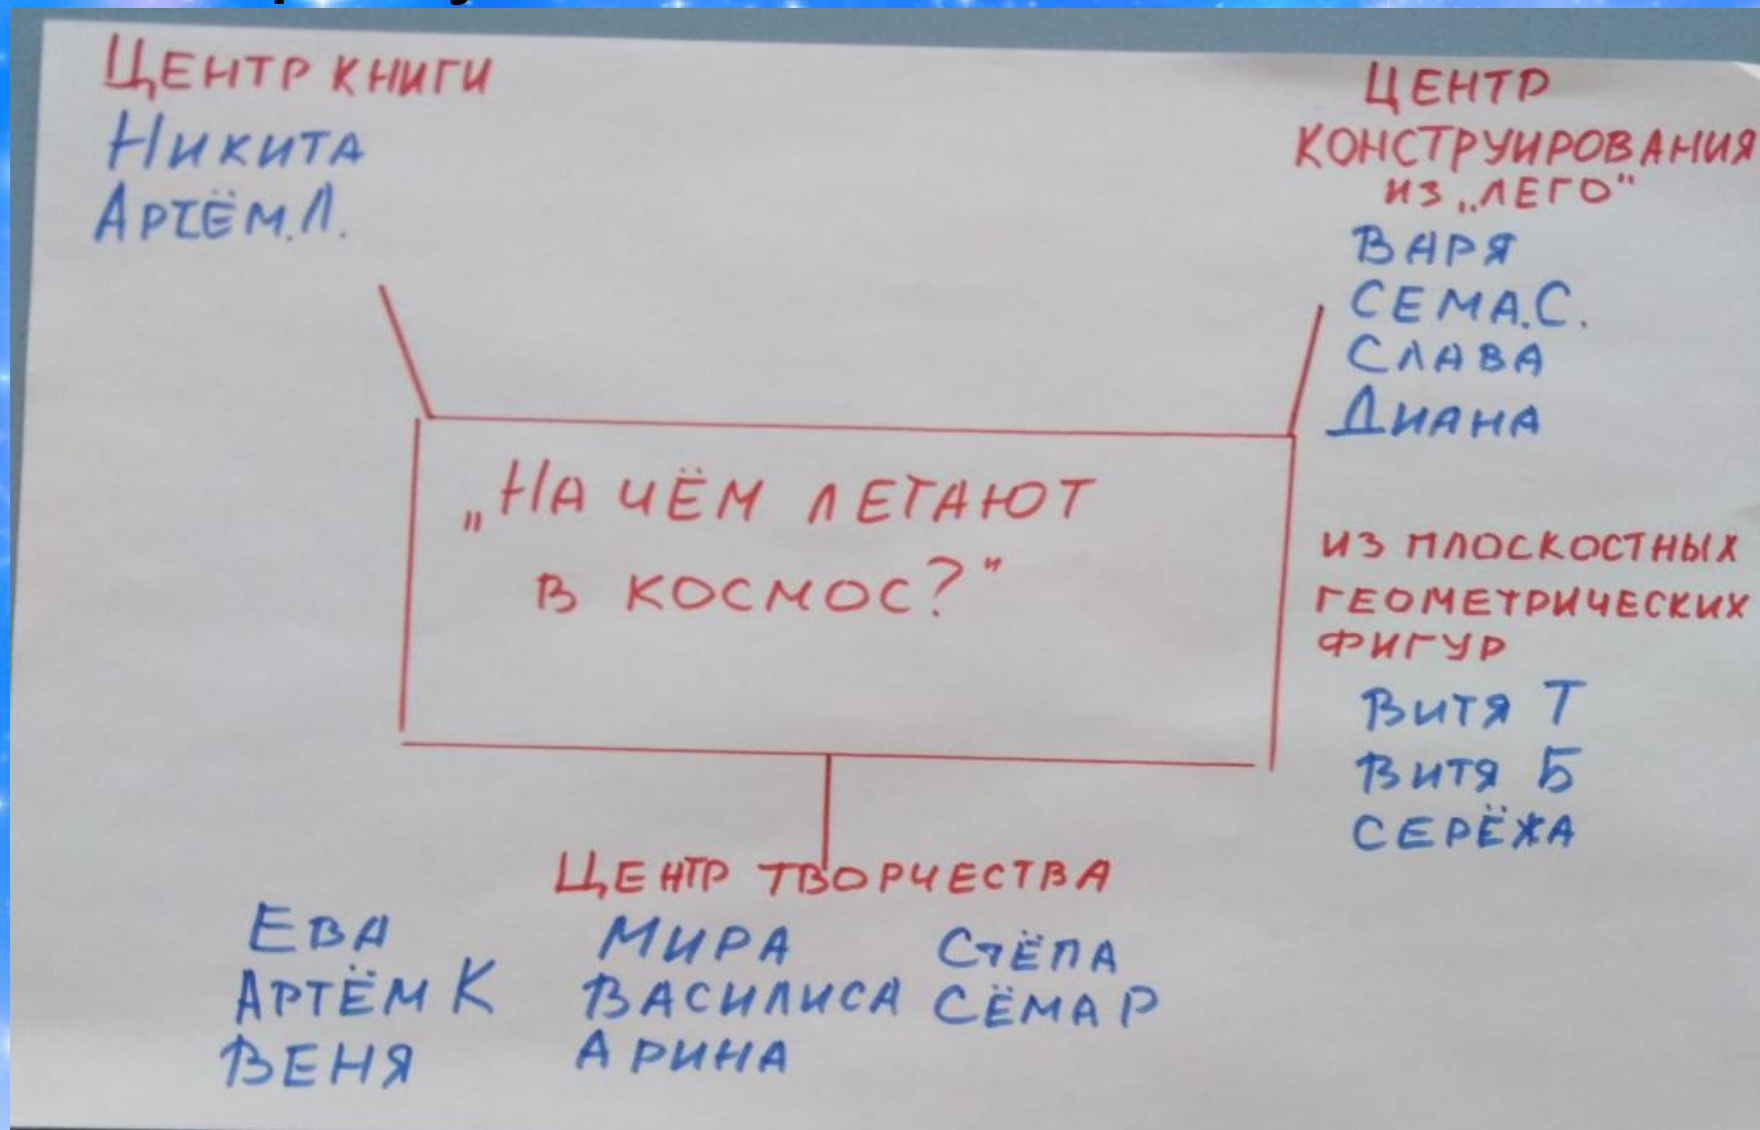 ЦЕНТР КНИГИ
НИКИТА
АРТЁМ.Л.
ЦЕНТР
КОНСТРУИРОВАНИЯ
ИЗ „ЛЕГО"
ВАРЯ
СЕМА.С.
СЛАВА
ДИАНА
„НА ЧЁМ ЛЕТАЮТ
В КОСМОС?"
ИЗ ПЛОСКОСТНЫХ
ГЕОМЕТРИЧЕСКИХ
ФИГУР
ВИТЯ Т
ВИТЯ Б
СЕРЁЖА
ЦЕНТР ТВОРЧЕСТВА
ЕВА
АРТЁМ К
ВЕНЯ
МИРА
ВАСИЛИСА
АРИНА
СТЁПА
СЁМА Р